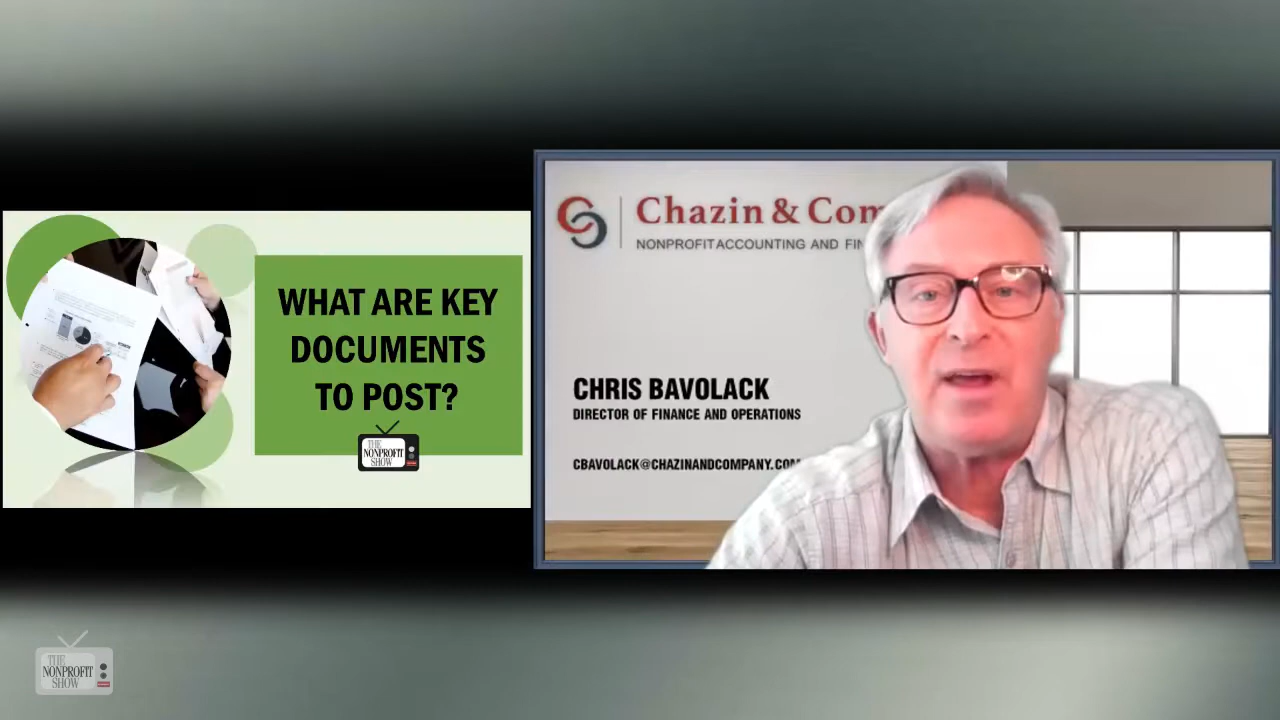 WHAT ARE KEY
DOCUMENTS
TO POST?
THE
NONPROFIT
SHOW
Chazin & Com
NONPROFIT ACCOUNTING AND FIN
CHRIS BAVOLACK
DIRECTOR OF FINANCE AND OPERATIONS
CBAVOLACK@CHAZINANDCOMPANY.COM
THE
NONPROFIT
SHOW